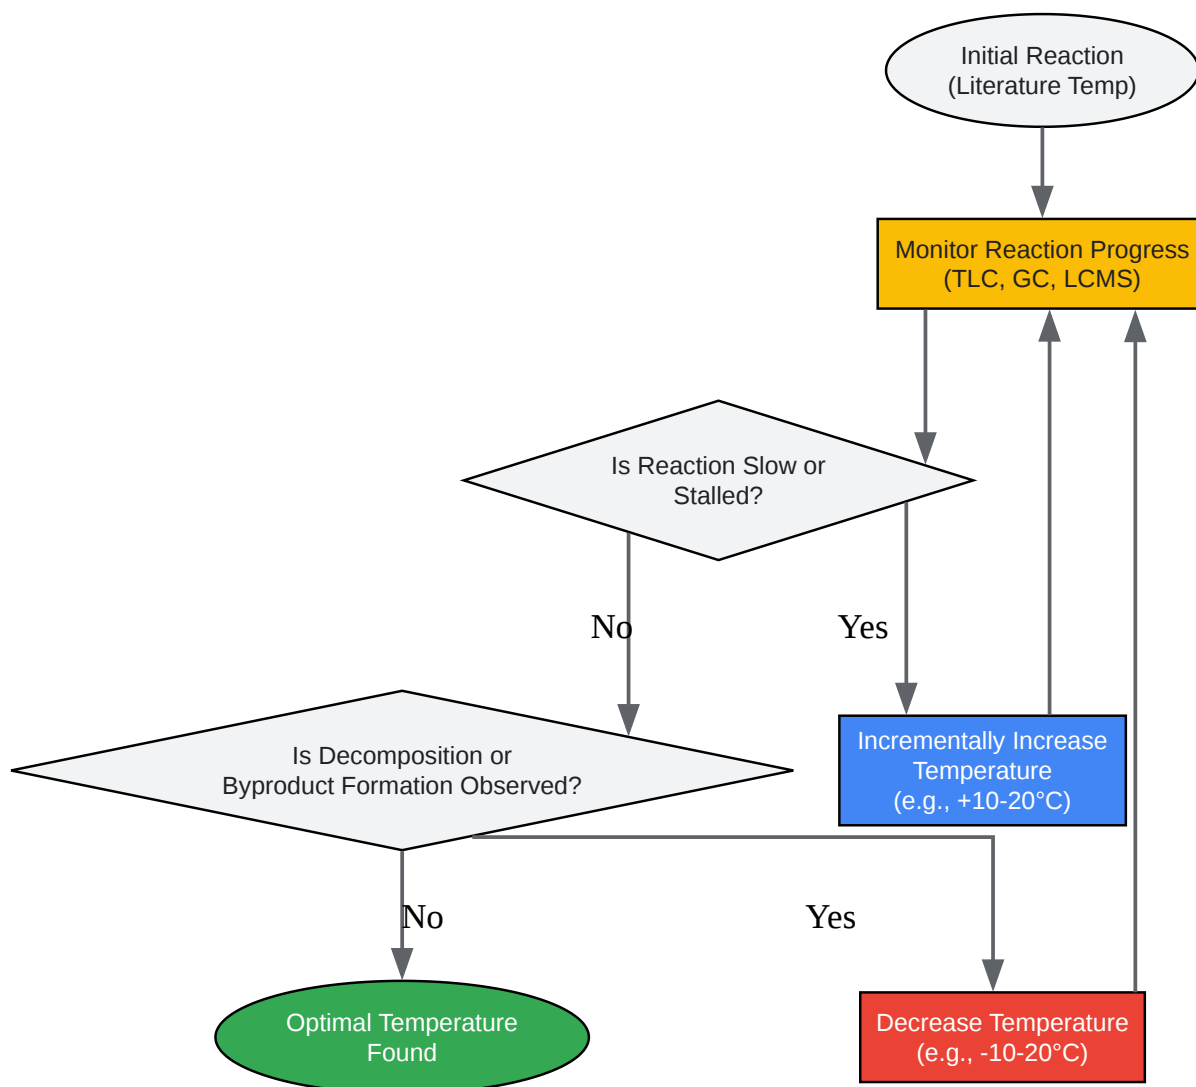 Initial Reaction
(Literature Temp)
Monitor Reaction Progress
(TLC, GC, LCMS)
Is Reaction Slow or
Stalled?
No
Yes
Is Decomposition or
Byproduct Formation Observed?
Incrementally Increase
Temperature
(e.g., +10-20°C)
No
Yes
Optimal Temperature
Found
Decrease Temperature
(e.g., -10-20°C)